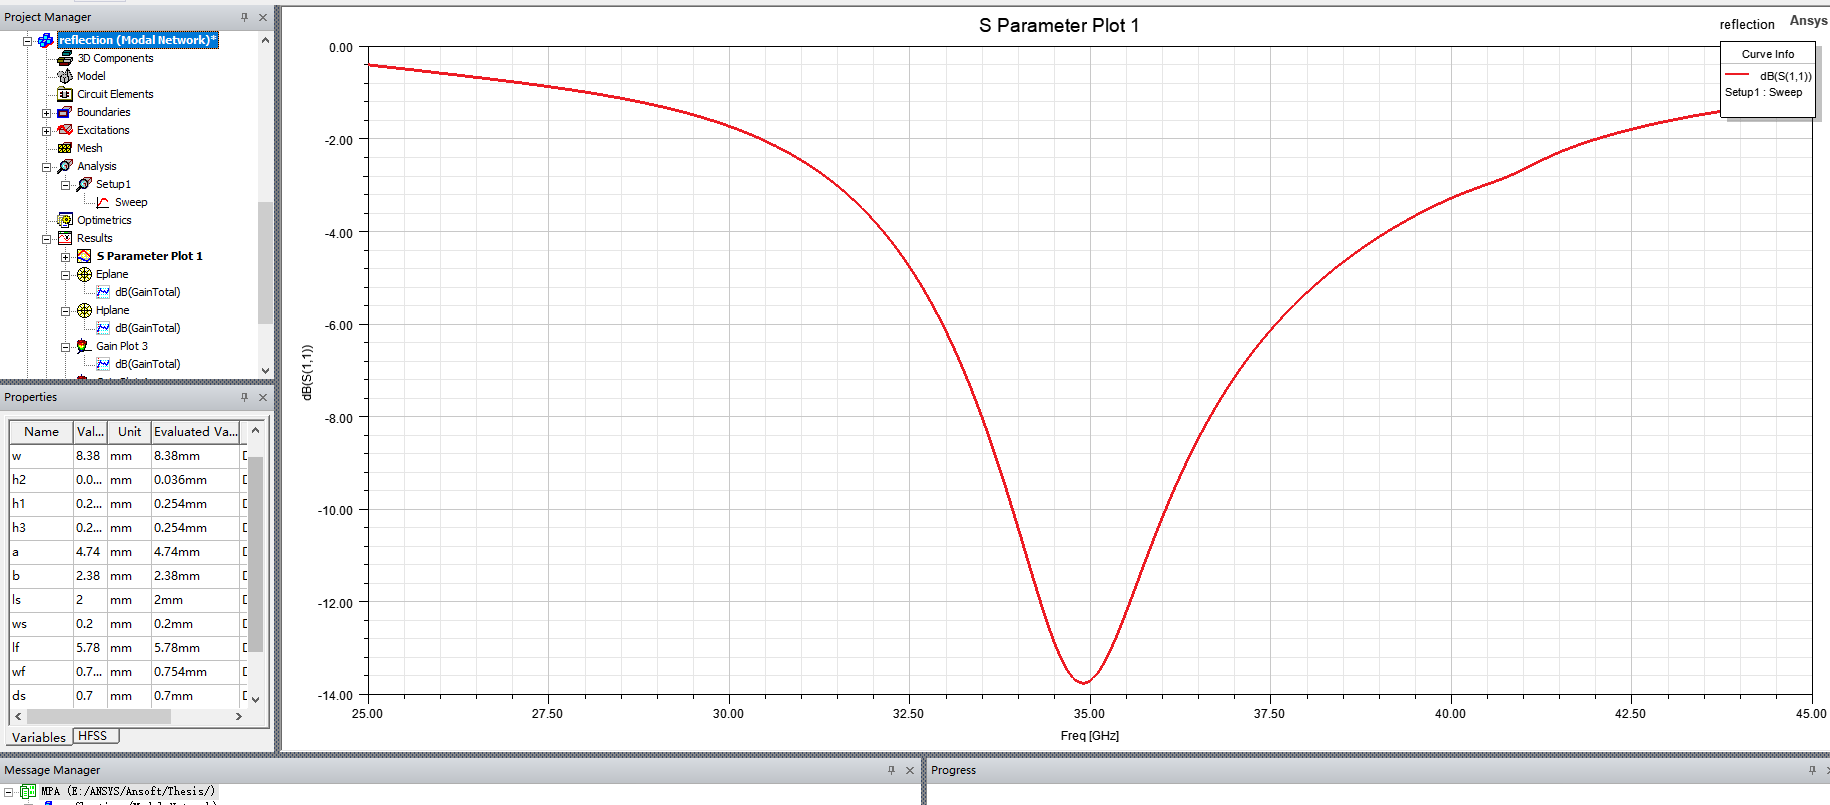 Project Manager
reflection (Modal Network)*
3D Components
Model
Circuit Elements
Boundaries
Excitations
Mesh
Analysis
Setup1
Sweep
Optimetrics
Results
S Parameter Plot 1
Eplane
dB(GainTotal)
Hplane
dB(GainTotal)
Gain Plot 3
dB(GainTotal)
Properties
Name Val... Unit Evaluated Va...
w 8.38 mm 8.38mm
h2 0.0... mm 0.036mm
h1 0.2... mm 0.254mm
h3 0.2... mm 0.254mm
a 4.74 mm 4.74mm
b 2.38 mm 2.38mm
ls 2 mm 2mm
ws 0.2 mm 0.2mm
lf 5.78 mm 5.78mm
wf 0.7... mm 0.754mm
ds 0.7 mm 0.7mm
Variables HFSS
S Parameter Plot 1
reflection Ansys
Curve Info
dB(S(1,1))
Setup1 : Sweep
0.00
-2.00
-4.00
-6.00
-8.00
-10.00
-12.00
-14.00
dB(S(1,1))
25.00 27.50 30.00 32.50 35.00 37.50 40.00 42.50 45.00
Freq [GHz]
Message Manager
MPA (E:/ANSYS/Ansoft/Thesis/)
Progress